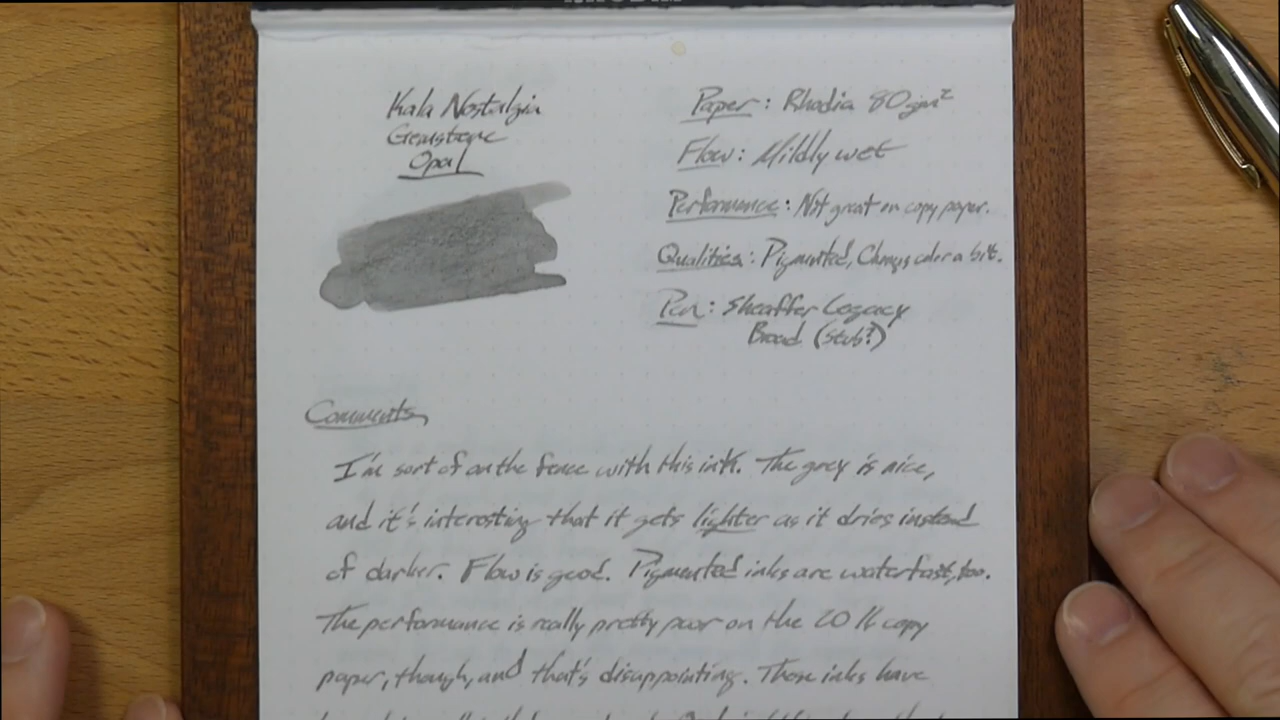 Kala Nostalgia
Gemstone
Opal
Paper: Rhodia 80 gm²
Flow: Mildly wet
Performance: Not great on copy paper.
Qualities: Pigmented, Changes color a bit.
Pen: Sheaffer Legacy
Broad (stub?)
Comments
I'm sort of on the fence with this ink. The grey is nice,
and it's interesting that it gets lighter as it dries instead
of darker. Flow is good. Pigmented inks are waterfast, too.
The performance is really pretty poor on the 20 lb copy
paper, though, and that's disappointing. These inks have